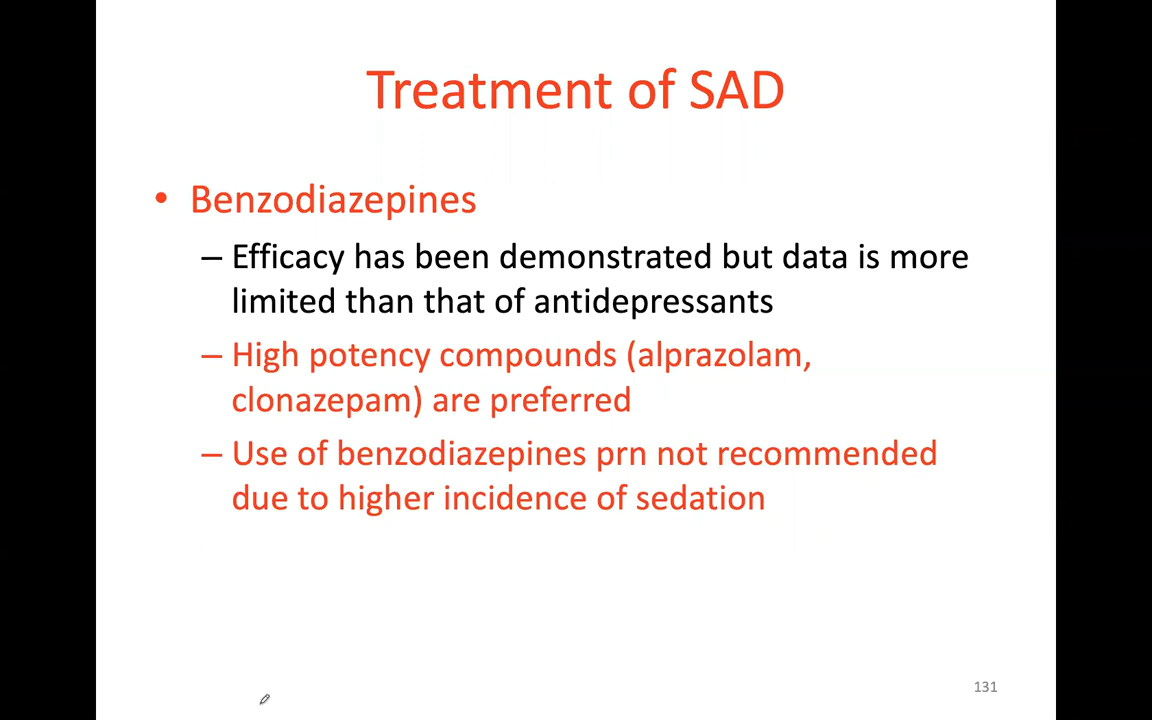 Treatment of SAD
• Benzodiazepines
– Efficacy has been demonstrated but data is more
limited than that of antidepressants
– High potency compounds (alprazolam,
clonazepam) are preferred
– Use of benzodiazepines prn not recommended
due to higher incidence of sedation
131